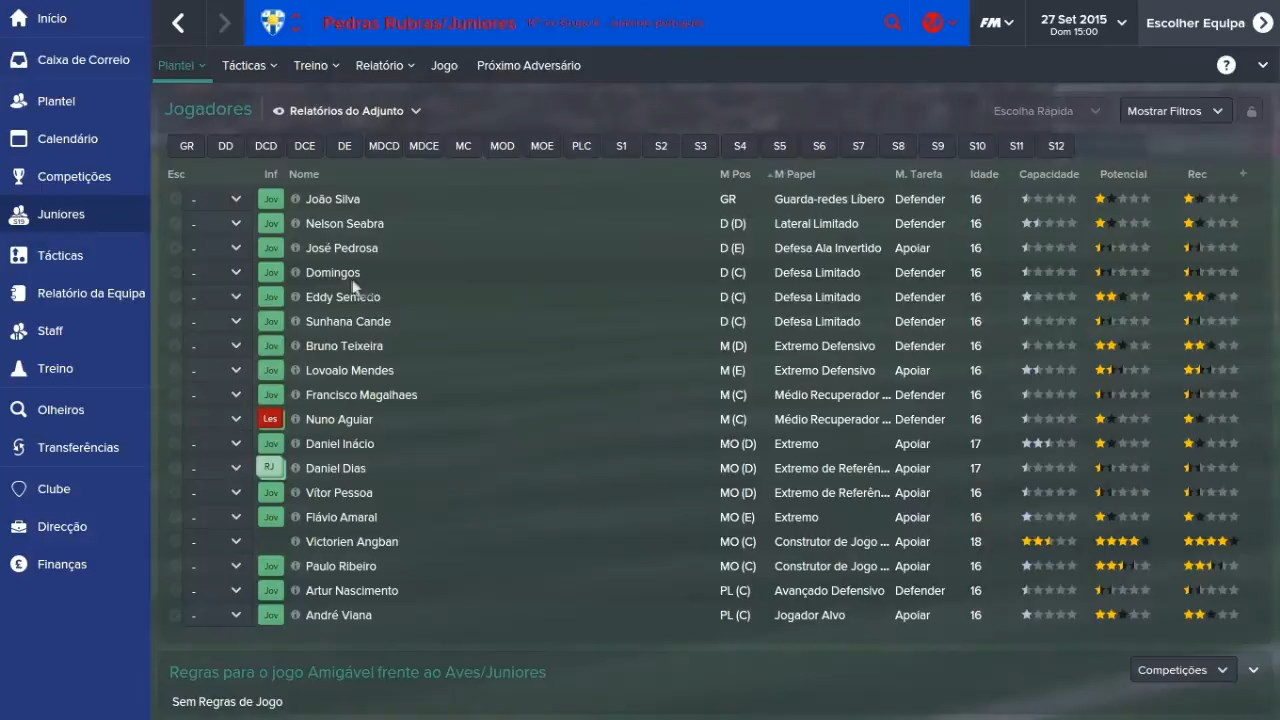 Início
Caixa de Correio
Plantel
Calendário
Competições
Juniores
S19
Tácticas
Relatório da Equipa
Staff
Treino
Olheiros
Transferências
Clube
Direcção
Finanças
Pedras Rubras/Juniores
FM
27 Set 2015
Dom 15:00
Escolher Equipa
Plantel Tácticas Treino Relatório Jogo Próximo Adversário
?
Jogadores Relatórios do Adjunto Escolha Rápida Mostrar Filtros
GR DD DCD DCE DE MDCD MDCE MC MOD MOE PLC S1 S2 S3 S4 S5 S6 S7 S8 S9 S10 S11 S12
Esc Inf Nome M Pos M Papel M. Tarefa Idade Capacidade Potencial Rec +
- Jov João Silva GR Guarda-redes Líbero Defender 16
- Jov Nelson Seabra D (D) Lateral Limitado Defender 16
- Jov José Pedrosa D (E) Defesa Ala Invertido Apoiar 16
- Jov Domingos D (C) Defesa Limitado Defender 16
- Jov Eddy Semedo D (C) Defesa Limitado Defender 16
- Jov Sunhana Cande D (C) Defesa Limitado Defender 16
- Jov Bruno Teixeira M (D) Extremo Defensivo Defender 16
- Jov Lovoalo Mendes M (E) Extremo Defensivo Apoiar 16
- Jov Francisco Magalhaes M (C) Médio Recuperador ... Defender 16
- Les Nuno Aguiar M (C) Médio Recuperador ... Defender 16
- Jov Daniel Inácio MO (D) Extremo Apoiar 17
- RJ Daniel Dias MO (D) Extremo de Referên... Apoiar 17
- Jov Vítor Pessoa MO (D) Extremo de Referên... Apoiar 16
- Jov Flávio Amaral MO (E) Extremo Apoiar 16
- Victorien Angban MO (C) Construtor de Jogo ... Apoiar 18
- Jov Paulo Ribeiro MO (C) Construtor de Jogo ... Apoiar 16
- Jov Artur Nascimento PL (C) Avançado Defensivo Defender 16
- Jov André Viana PL (C) Jogador Alvo Apoiar 16
Regras para o jogo Amigável frente ao Aves/Juniores Competições
Sem Regras de Jogo